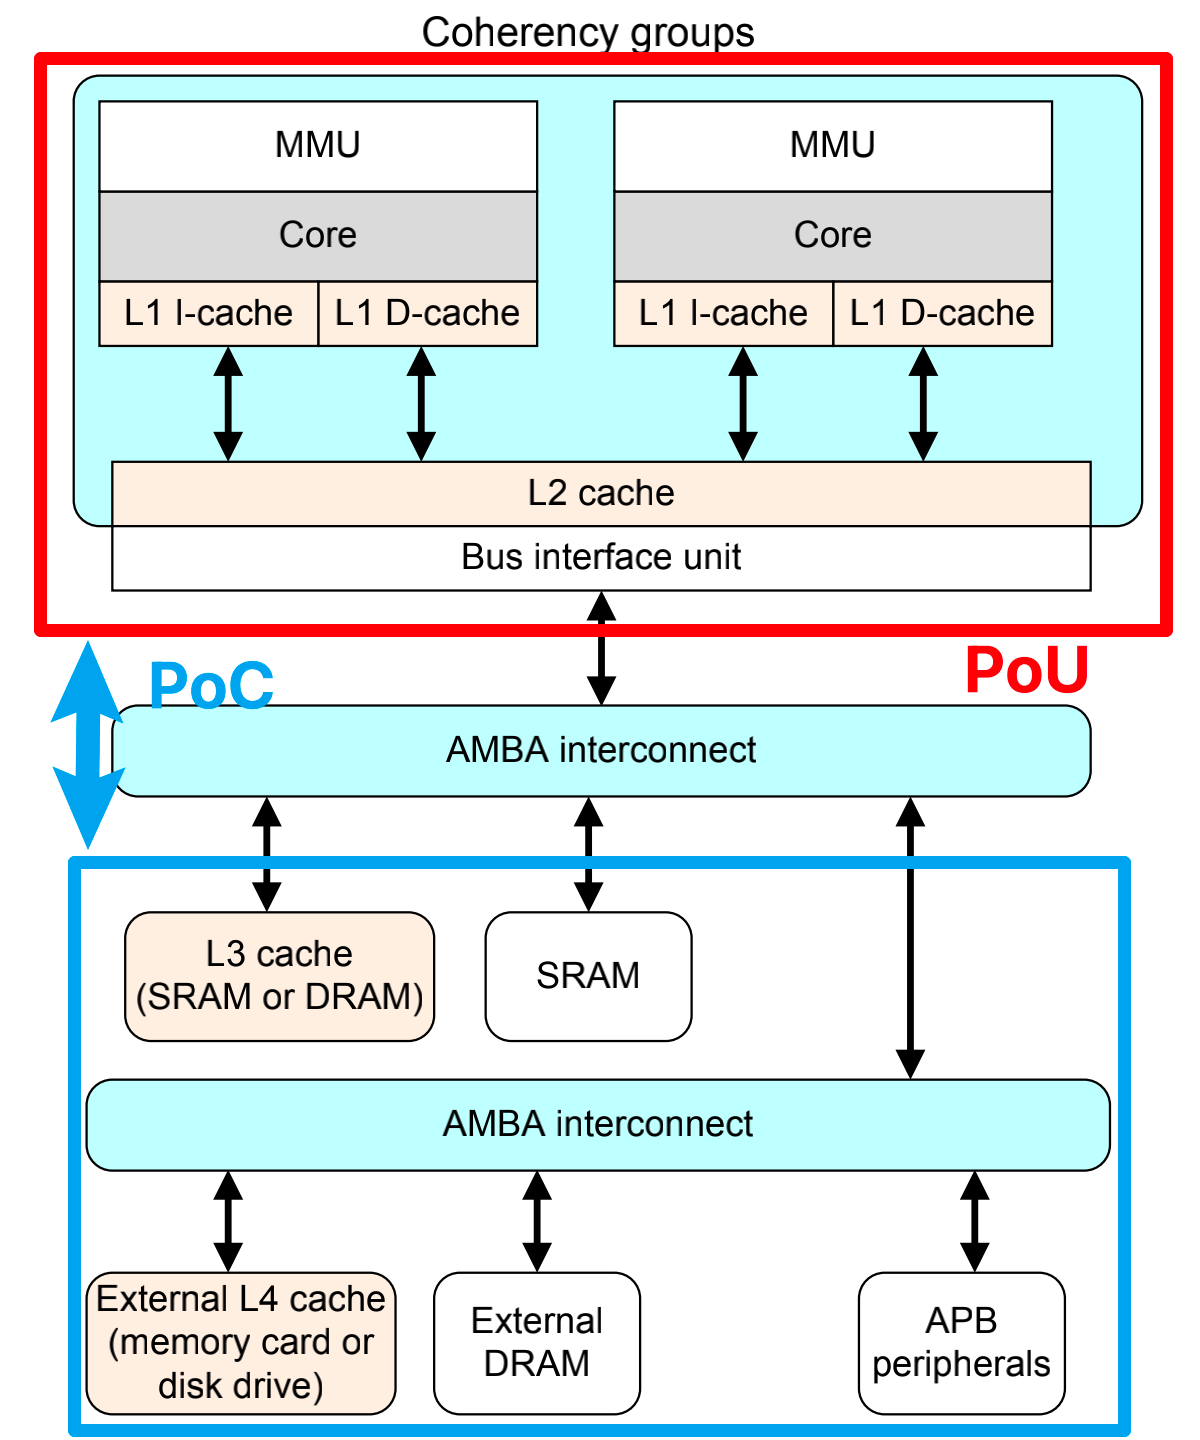 Coherency groups
MMU
MMU
Core
Core
L1 I-cache
L1 D-cache
L1 I-cache
L1 D-cache
L2 cache
Bus interface unit
PoC
PoU
AMBA interconnect
L3 cache
(SRAM or DRAM)
SRAM
AMBA interconnect
External L4 cache
(memory card or
disk drive)
External
DRAM
APB
peripherals